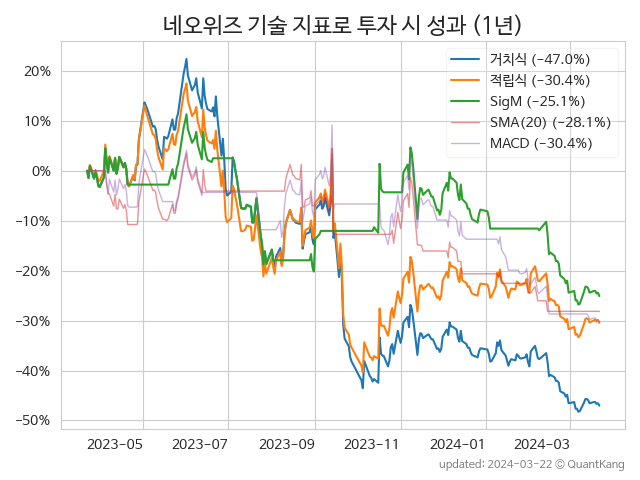 네오위즈 기술 지표로 투자 시 성과 (1년)
거치식 (−47.0%)
적립식 (−30.4%)
SigM (−25.1%)
SMA(20) (−28.1%)
MACD (−30.4%)
20%
10%
0%
−10%
−20%
−30%
−40%
−50%
2023-05 2023-07 2023-09 2023-11 2024-01 2024-03
updated: 2024-03-22 © QuantKang